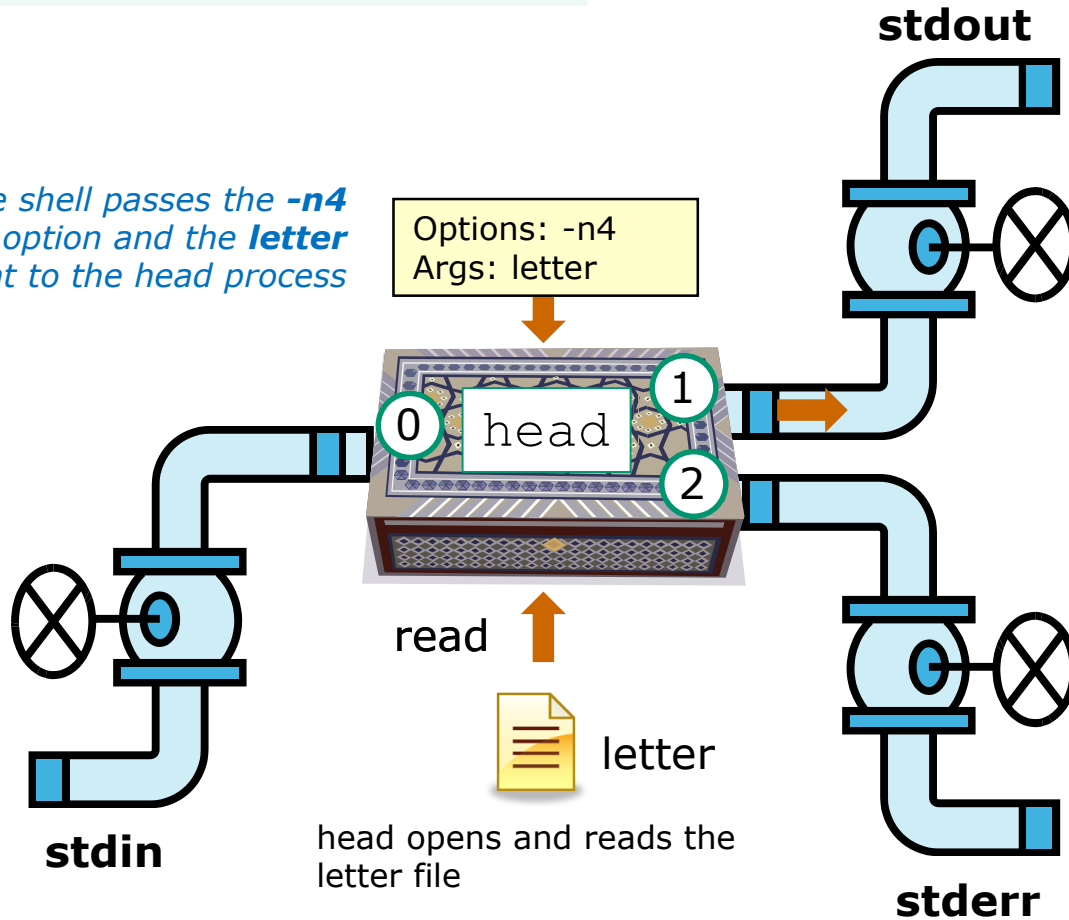 stdout
e shell passes the -n4
option and the letter
t to the head process
Options: -n4
Args: letter
1
0
head
2
read
letter
head opens and reads the
letter file
stdin
stderr